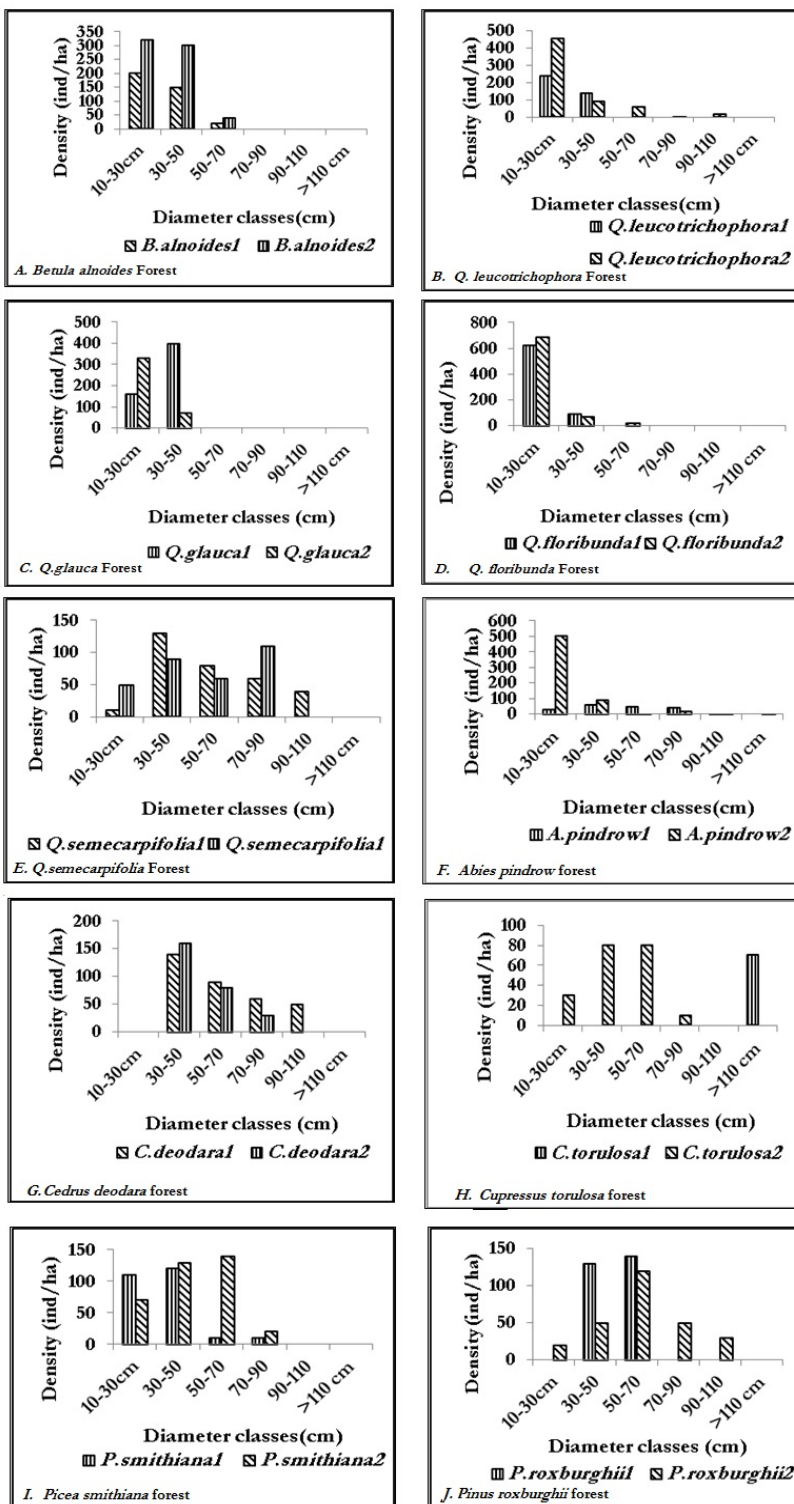 Density (ind/ha)
350
300
250
200
150
100
50
0
10-30cm
30-50
50-70
70-90
90-110
>110 cm
Diameter classes(cm)
B.alnoides1 B.alnoides2
A. Betula alnoides Forest
Density (ind/ha)
500
400
300
200
100
0
10-30cm
30-50
50-70
70-90
90-110
>110 cm
Diameter classes(cm)
Q.leucotrichophora1
Q.leucotrichophora2
B. Q. leucotrichophora Forest
Density (ind/ha)
500
400
300
200
100
0
10-30cm
30-50
50-70
70-90
90-110
>110 cm
Diameter classes (cm)
Q.glauca1 Q.glauca2
C. Q.glauca Forest
Density (ind/ha)
800
600
400
200
0
10-30cm
30-50
50-70
70-90
90-110
>110 cm
Diameter classes (cm)
Q.floribunda1 Q.floribunda2
D. Q. floribunda Forest
Density (ind/ha)
150
100
50
0
10-30cm
30-50
50-70
70-90
90-110
>110 cm
Diameter classes (cm)
Q.semecarpifolia1 Q.semecarpifolia1
E. Q.semecarpifolia Forest
Density (ind/ha)
600
500
400
300
200
100
0
10-30cm
30-50
50-70
70-90
90-110
>110 cm
Diameter classes (cm)
A.pindrow1 A.pindrow2
F. Abies pindrow forest
Density (ind/ha)
200
150
100
50
0
10-30cm
30-50
50-70
70-90
90-110
>110 cm
Diameter classes (cm)
C.deodara1 C.deodara2
G.Cedrus deodara forest
Density (ind/ha)
100
80
60
40
20
0
10-30cm
30-50
50-70
70-90
90-110
>110 cm
Diameter classes (cm)
C.torulosa1 C.torulosa2
H. Cupressus torulosa forest
Density (ind/ha)
150
100
50
0
10-30cm
30-50
50-70
70-90
90-110
>110 cm
Diameter classes (cm)
P.smithiana1 P.smithiana2
I. Picea smithiana forest
Density (ind/ha)
150
100
50
0
10-30cm
30-50
50-70
70-90
90-110
>110 cm
Diameter classes (cm)
P.roxburghii1 P.roxburghii2
J. Pinus roxburghii forest